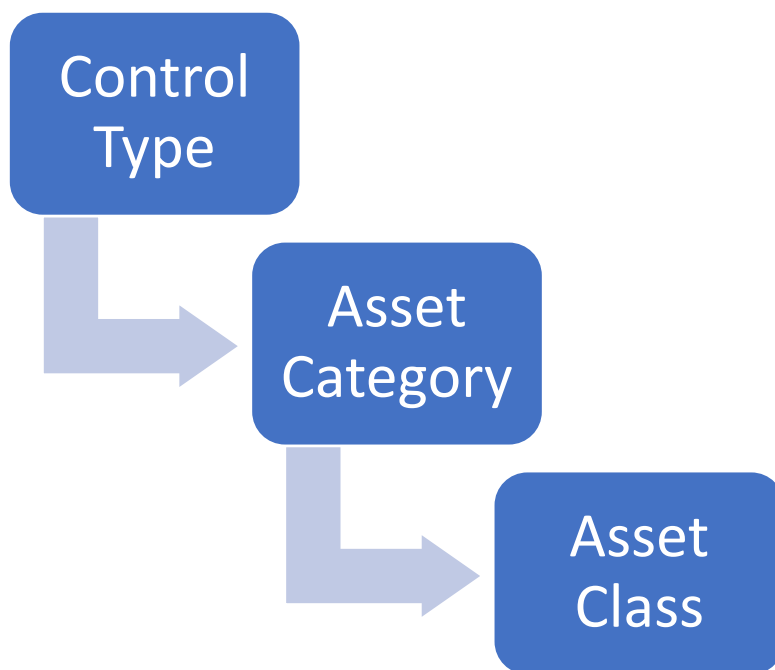 Control
Type
Asset
Category
Asset
Class